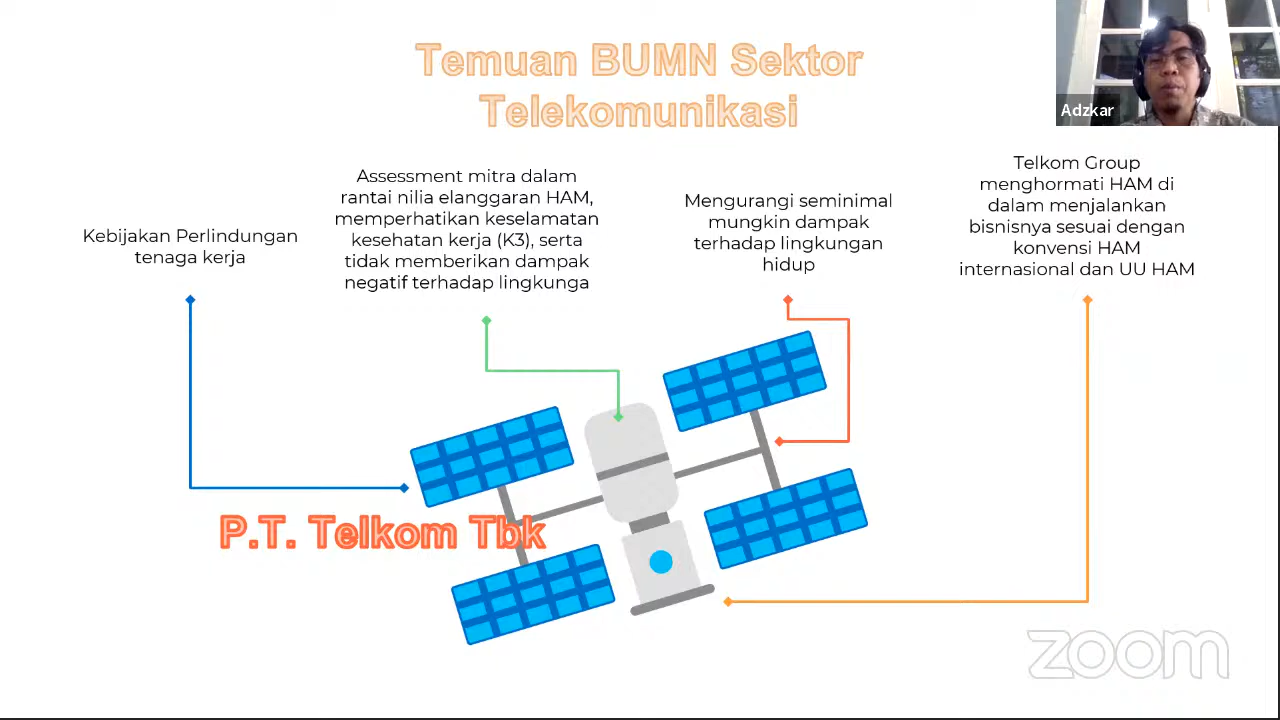 Temuan BUMN Sektor
Telekomunikasi
Adzkar
Kebijakan Perlindungan
tenaga kerja
Assessment mitra dalam
rantai nilia elanggaran HAM,
memperhatikan keselamatan
kesehatan kerja (K3), serta
tidak memberikan dampak
negatif terhadap lingkunga
Mengurangi seminimal
mungkin dampak
terhadap lingkungan
hidup
Telkom Group
menghormati HAM di
dalam menjalankan
bisnisnya sesuai dengan
konvensi HAM
internasional dan UU HAM
P.T. Telkom Tbk
zoom